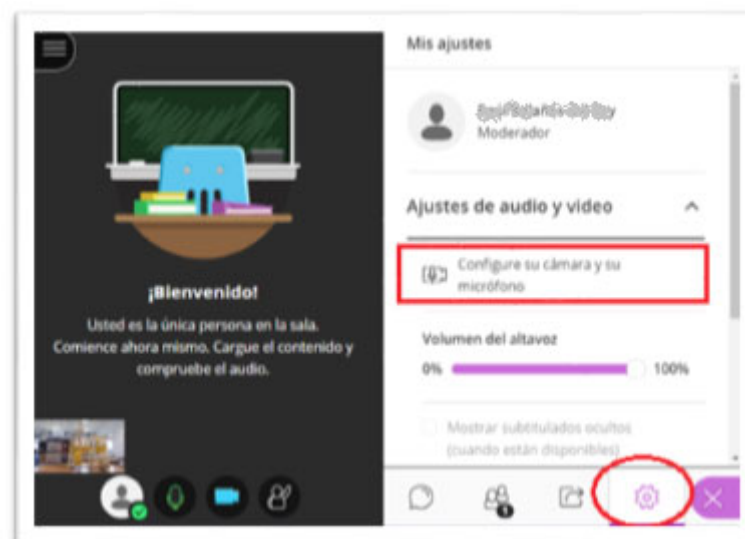 Mis ajustes
Moderador
Ajustes de audio y video
Configure su cámara y su
micrófono
¡Bienvenido!
Usted es la única persona en la sala.
Comience ahora mismo. Cargue el contenido y
compruebe el audio.
Volumen del altavoz
0% 100%
Mostrar subtitulados ocultos
(cuando están disponibles)
1